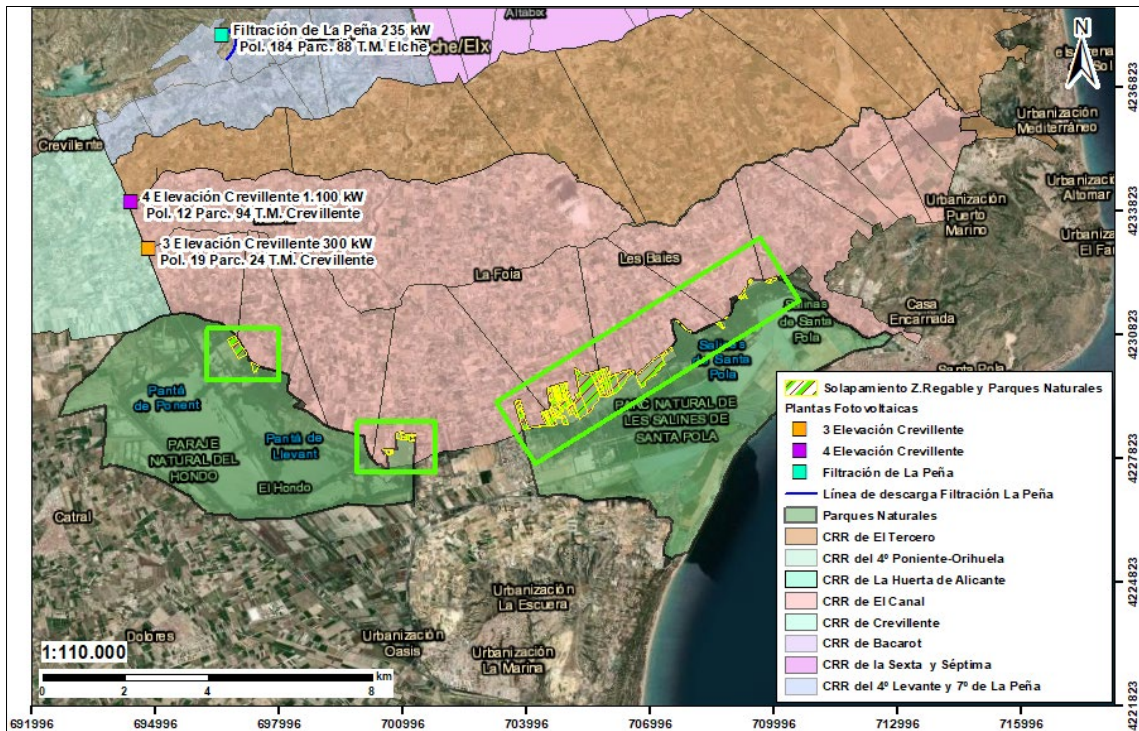 Altabix
Filtración de La Peña 235 kW
Pol. 184 Parc. 88 T.M. Elche
che/Elx
N
Crevillente
Urbanización
Mediterráneo
4 Elevación Crevillente 1.100 kW
Pol. 12 Parc. 94 T.M. Crevillente
3 Elevación Crevillente 300 kW
Pol. 19 Parc. 24 T.M. Crevillente
Urbanización
Puerto
Marino
Altomar
La Foia
Les Baies
Casa
Encarnada
Salinas
de Santa
Pola
Salinas
de Santa
Pola
Santa Pola
Pantà
de Ponent
PARAJE
NATURAL DEL
HONDO
Pantà de
Llevant
El Hondo
PARC NATURAL DE
LES SALINES DE
SANTA POLA
Catral
Dolores
Urbanización
La Escuera
Urbanización
Oasis
Urbanización
La Marina
1:110.000
km
0 2 4 8
Solapamiento Z.Regable y Parques Naturales
Plantas Fotovoltaicas
3 Elevación Crevillente
4 Elevación Crevillente
Filtración de La Peña
Línea de descarga Filtración La Peña
Parques Naturales
CRR de El Tercero
CRR del 4º Poniente-Orihuela
CRR de La Huerta de Alicante
CRR de El Canal
CRR de Crevillente
CRR de Bacarot
CRR de la Sexta y Séptima
CRR del 4º Levante y 7º de La Peña
4236823
4233823
4230823
4227823
4224823
4221823
691996 694996 697996 700996 703996 706996 709996 712996 715996